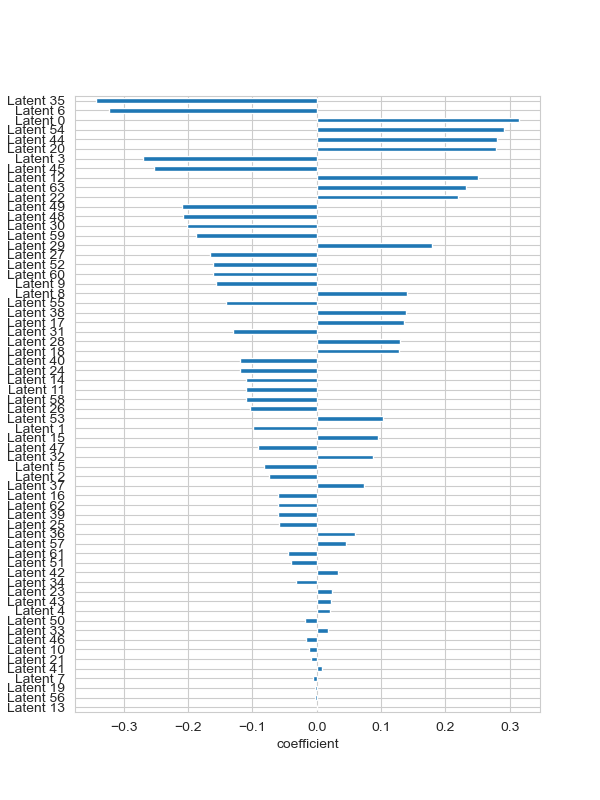 Latent 35
Latent 6
Latent 0
Latent 54
Latent 44
Latent 20
Latent 3
Latent 45
Latent 12
Latent 63
Latent 22
Latent 49
Latent 48
Latent 30
Latent 59
Latent 29
Latent 27
Latent 52
Latent 60
Latent 9
Latent 8
Latent 55
Latent 38
Latent 17
Latent 31
Latent 28
Latent 18
Latent 40
Latent 24
Latent 14
Latent 11
Latent 58
Latent 26
Latent 53
Latent 1
Latent 15
Latent 47
Latent 32
Latent 5
Latent 2
Latent 37
Latent 16
Latent 62
Latent 39
Latent 25
Latent 36
Latent 57
Latent 61
Latent 51
Latent 42
Latent 34
Latent 23
Latent 43
Latent 4
Latent 50
Latent 33
Latent 46
Latent 10
Latent 21
Latent 41
Latent 7
Latent 19
Latent 56
Latent 13
−0.3 −0.2 −0.1 0.0 0.1 0.2 0.3
coefficient